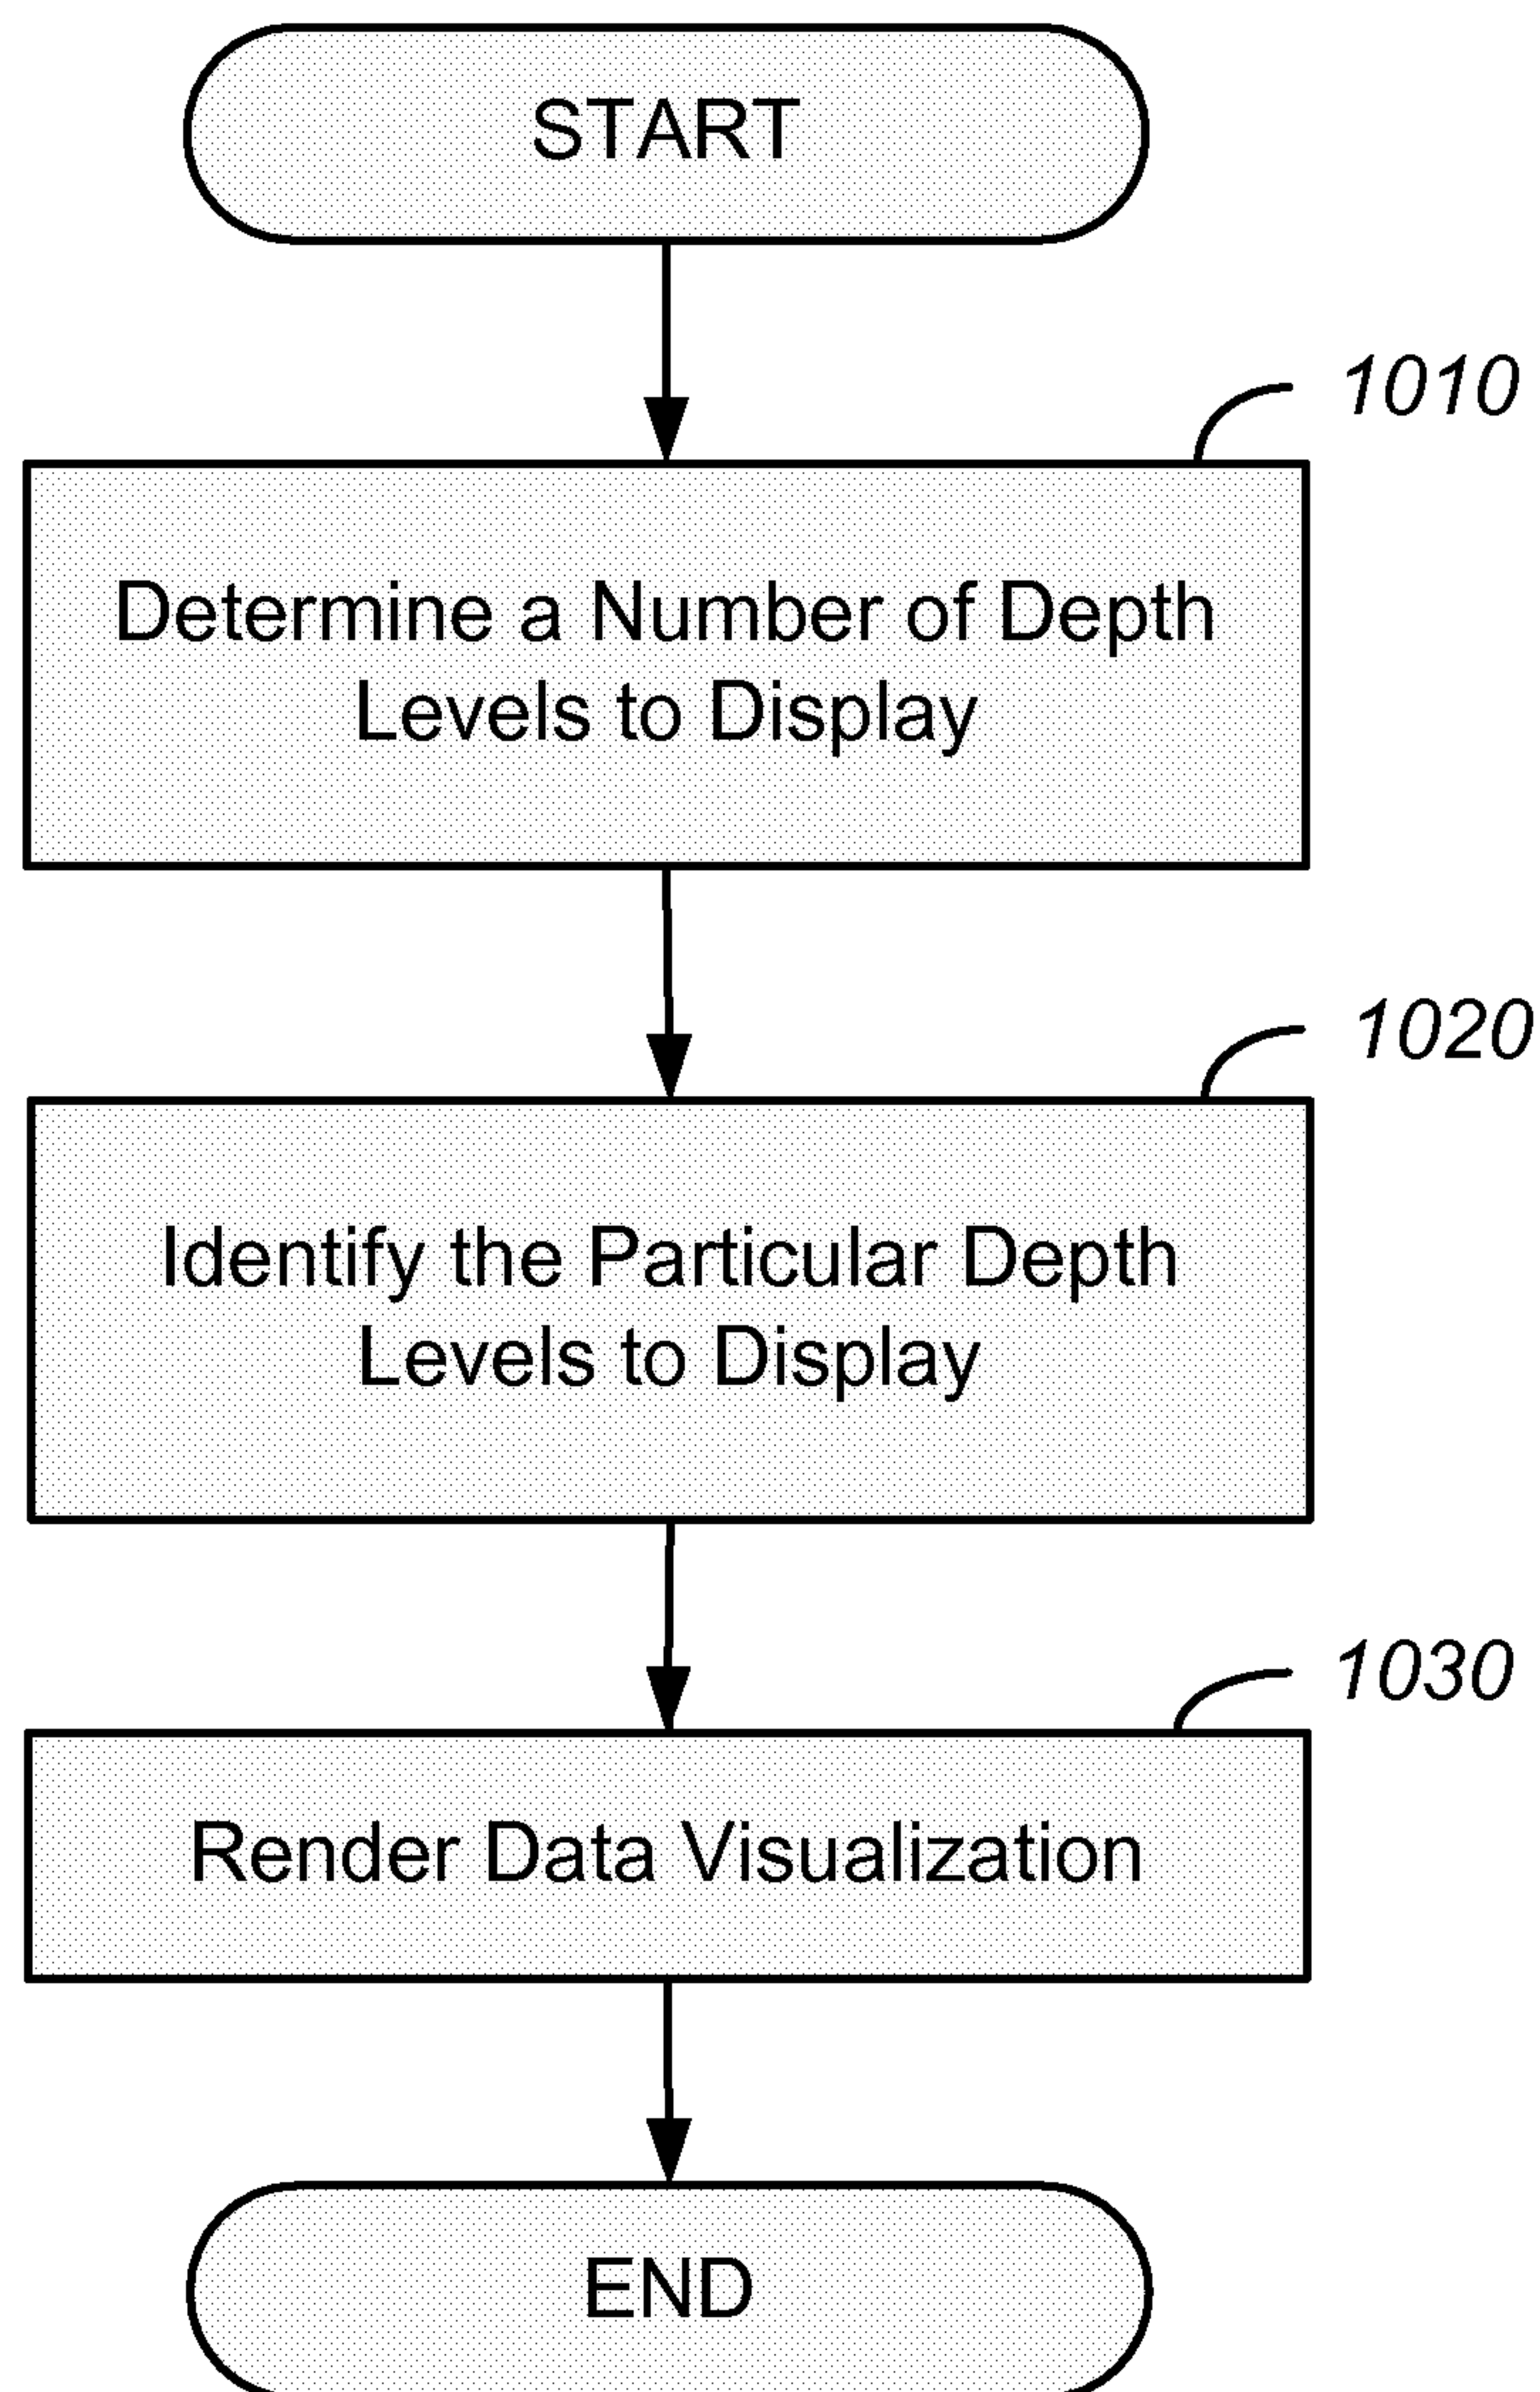 START
1010
Determine a Number of Depth
Levels to Display
1020
Identify the Particular Depth
Levels to Display
1030
Render Data Visualization
END